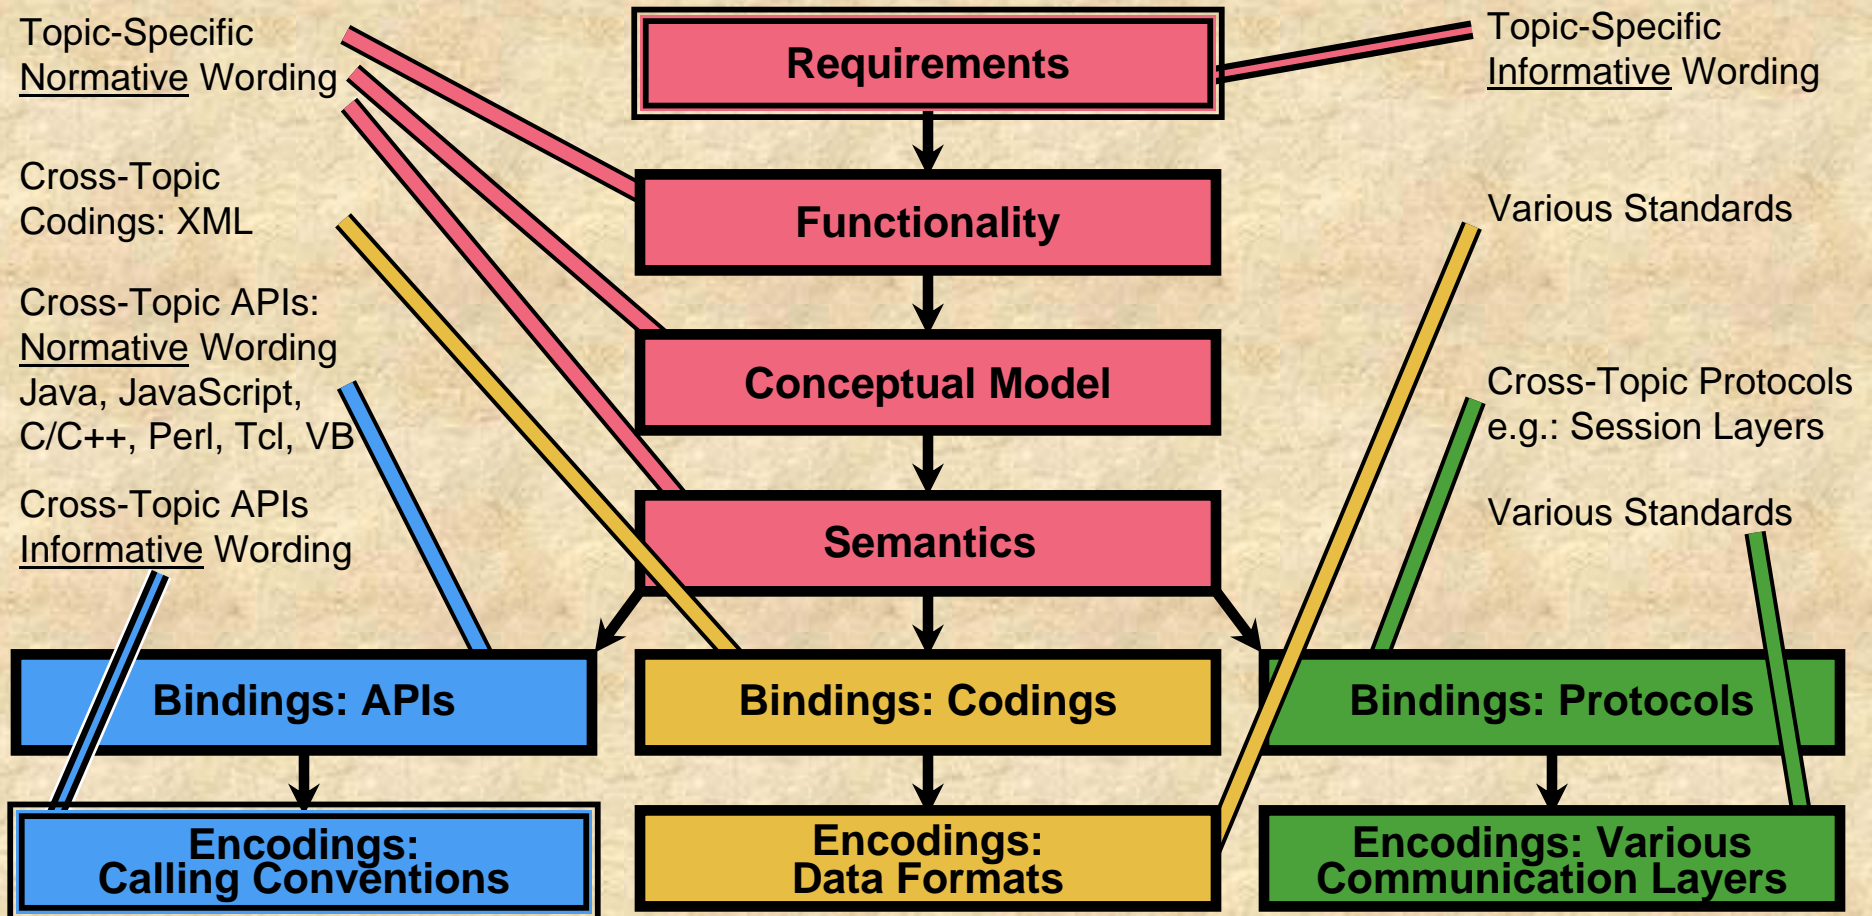 Topic-Specific
Normative Wording
Requirements
Topic-Specific
Informative Wording
Cross-Topic
Codings: XML
Functionality
Various Standards
Cross-Topic APIs:
Normative Wording
Java, JavaScript,
C/C++, Perl, Tcl, VB
Conceptual Model
Cross-Topic Protocols
e.g.: Session Layers
Cross-Topic APIs
Informative Wording
Semantics
Various Standards
Bindings: APIs
Bindings: Codings
Bindings: Protocols
Encodings:
Calling Conventions
Encodings:
Data Formats
Encodings: Various
Communication Layers